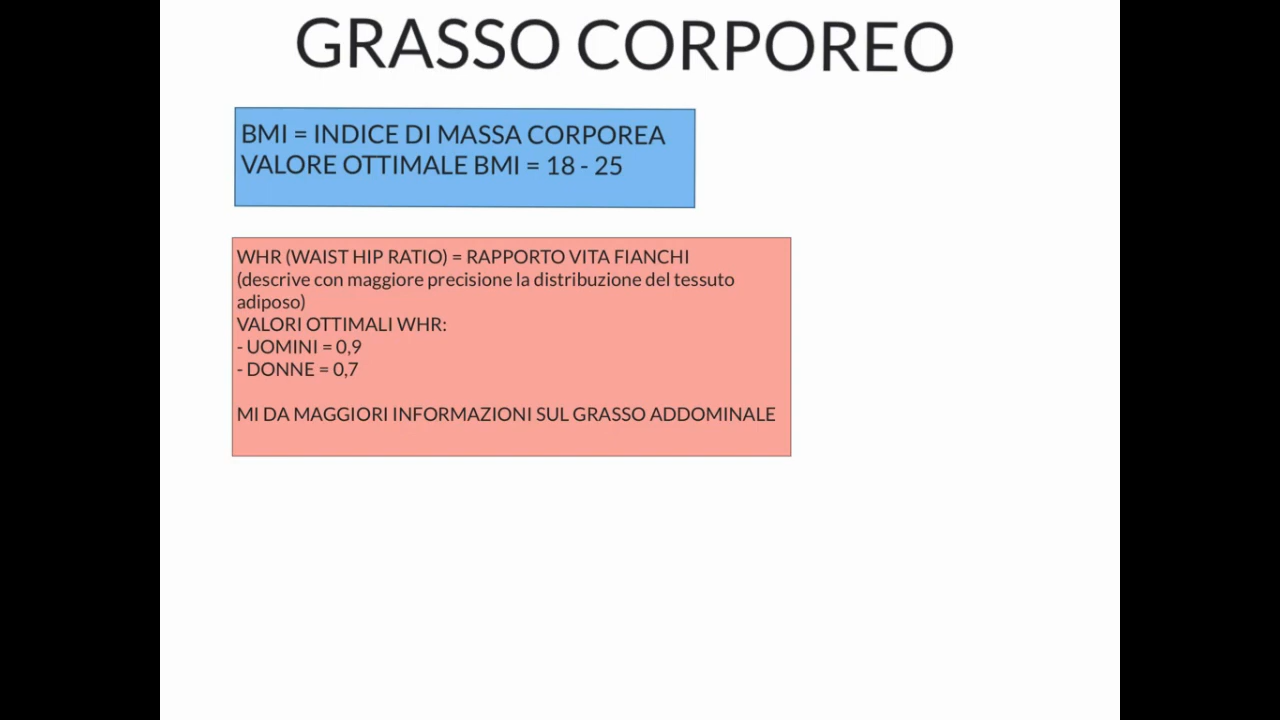 GRASSO CORPOREO
BMI = INDICE DI MASSA CORPOREA
VALORE OTTIMALE BMI = 18 - 25
WHR (WAIST HIP RATIO) = RAPPORTO VITA FIANCHI
(descrive con maggiore precisione la distribuzione del tessuto
adiposo)
VALORI OTTIMALI WHR:
- UOMINI = 0,9
- DONNE = 0,7
MI DA MAGGIORI INFORMAZIONI SUL GRASSO ADDOMINALE